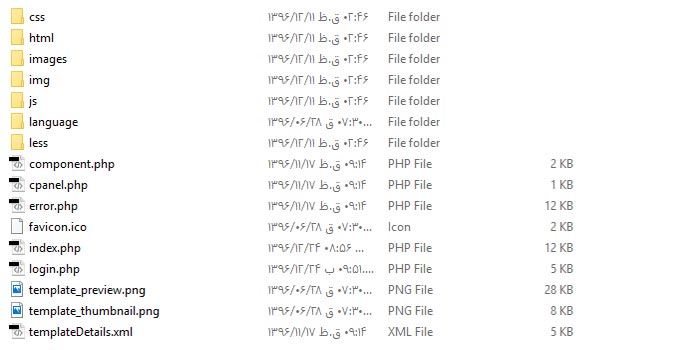 css ۱۳۹۶/۱۲/۱۱ ۰۲:۴۶ ق.ظ File folder
html ۱۳۹۶/۱۲/۱۱ ۰۲:۴۶ ق.ظ File folder
images ۱۳۹۶/۱۲/۱۱ ۰۲:۴۶ ق.ظ File folder
img ۱۳۹۶/۱۲/۱۱ ۰۲:۴۶ ق.ظ File folder
js ۱۳۹۶/۱۲/۱۱ ۰۲:۴۶ ق.ظ File folder
language ۱۳۹۶/۰۶/۲۸ ۰۷:۳۰ ق... File folder
less ۱۳۹۶/۱۲/۱۱ ۰۲:۴۶ ق.ظ File folder
component.php ۱۳۹۶/۱۱/۱۷ ۰۹:۱۴ ق.ظ PHP File 2 KB
cpanel.php ۱۳۹۶/۱۱/۱۷ ۰۹:۱۴ ق.ظ PHP File 1 KB
error.php ۱۳۹۶/۱۱/۱۷ ۰۹:۱۴ ق.ظ PHP File 12 KB
favicon.ico ۱۳۹۶/۰۶/۲۸ ۰۷:۳۰ ق... Icon 2 KB
index.php ۱۳۹۶/۱۲/۲۴ ۰۸:۵۶ ... PHP File 12 KB
login.php ۱۳۹۶/۱۲/۲۴ ۰۹:۵۱ ب... PHP File 5 KB
template_preview.png ۱۳۹۶/۰۶/۲۸ ۰۷:۳۰ ق... PNG File 28 KB
template_thumbnail.png ۱۳۹۶/۰۶/۲۸ ۰۷:۳۰ ق... PNG File 8 KB
templateDetails.xml ۱۳۹۶/۱۱/۱۷ ۰۹:۱۴ ق.ظ XML File 5 KB